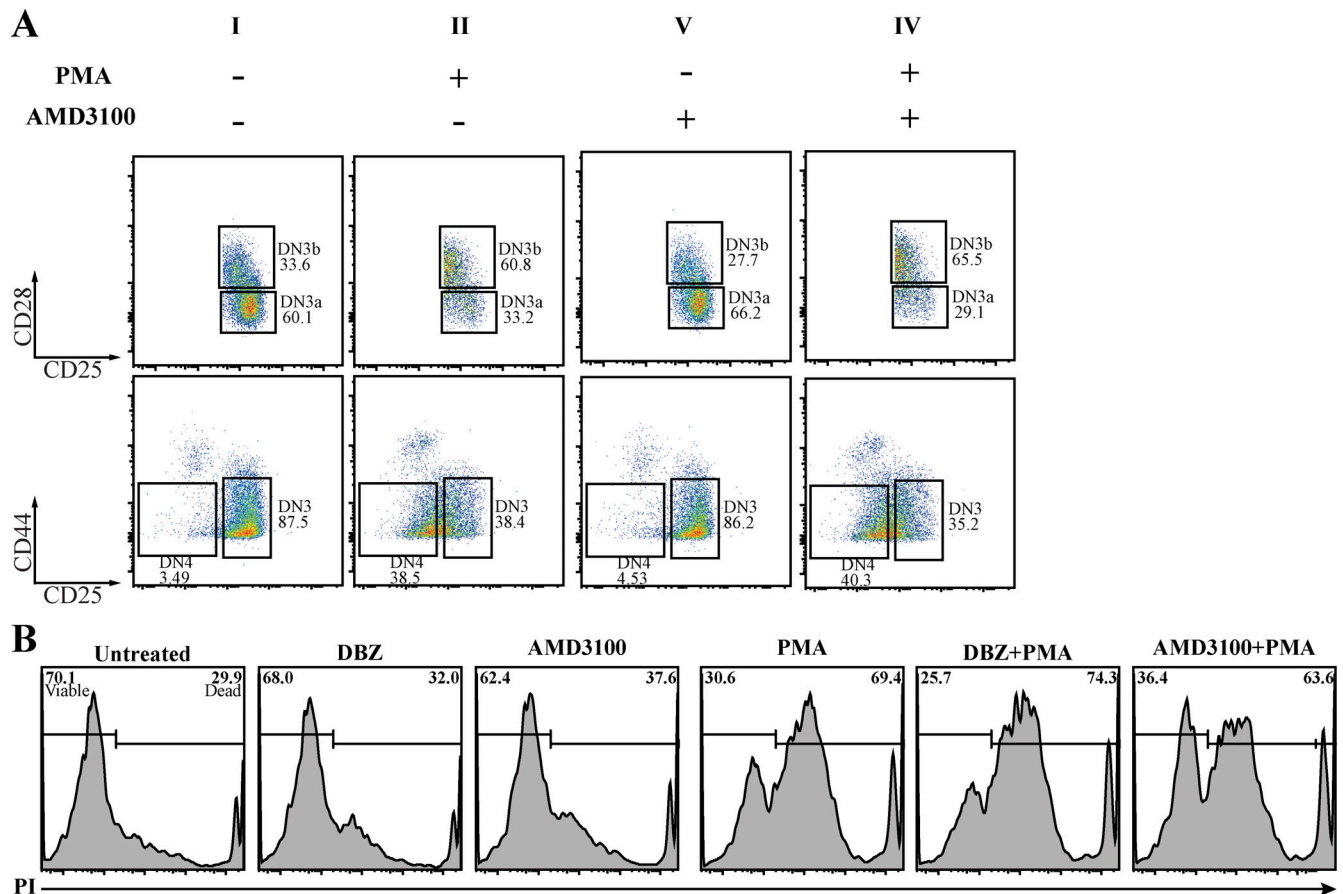 A
I II V IV
PMA - + - +
AMD3100 - - + +
CD28
CD25
DN3b
33.6
DN3a
60.1
DN3b
60.8
DN3a
33.2
DN3b
27.7
DN3a
66.2
DN3b
65.5
DN3a
29.1
CD44
CD25
DN3
87.5
DN4
3.49
DN3
38.4
DN4
38.5
DN3
86.2
DN4
4.53
DN3
35.2
DN4
40.3
B
Untreated DBZ AMD3100 PMA DBZ+PMA AMD3100+PMA
70.1 29.9 68.0 32.0 62.4 37.6 30.6 69.4 25.7 74.3 36.4 63.6
Viable Dead
PI